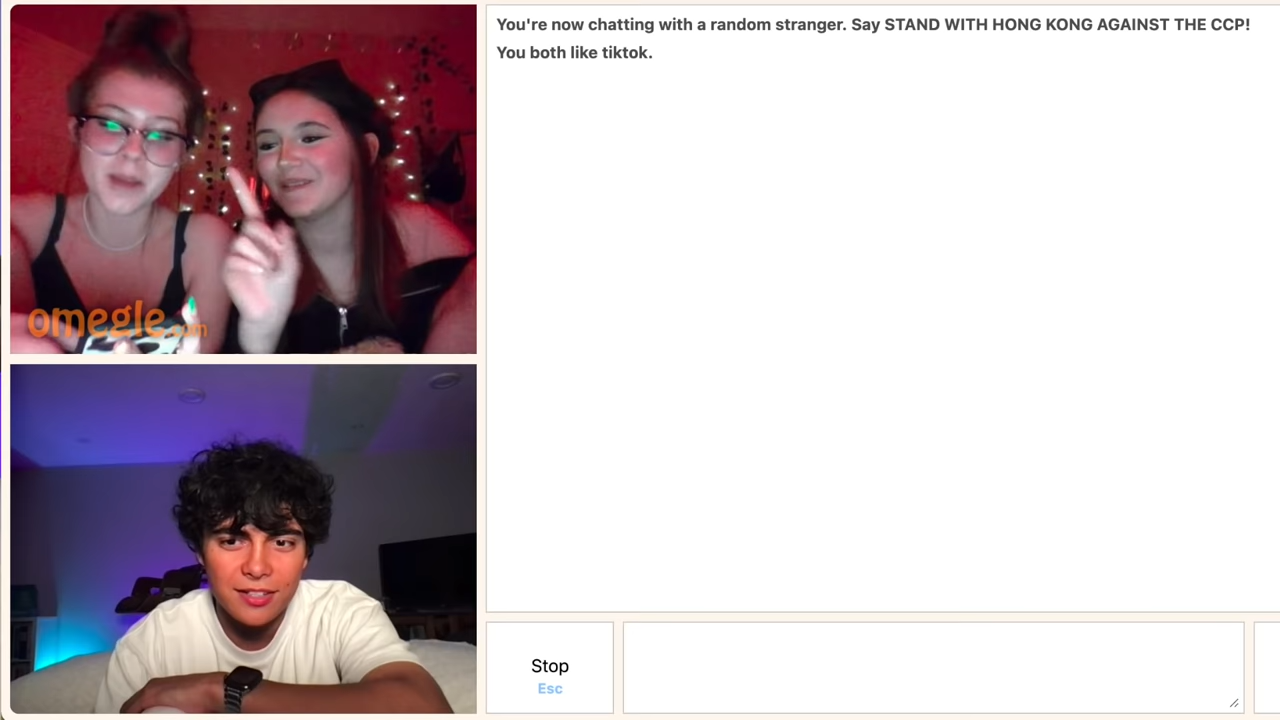 You're now chatting with a random stranger. Say STAND WITH HONG KONG AGAINST THE CCP!
You both like tiktok.
omegle.com
Stop
Esc